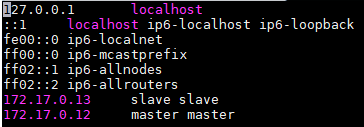 127.0.0.1 localhost
::1 localhost ip6-localhost ip6-loopback
fe00::0 ip6-localnet
ff00::0 ip6-mcastprefix
ff02::1 ip6-allnodes
ff02::2 ip6-allrouters
172.17.0.13 slave slave
172.17.0.12 master master